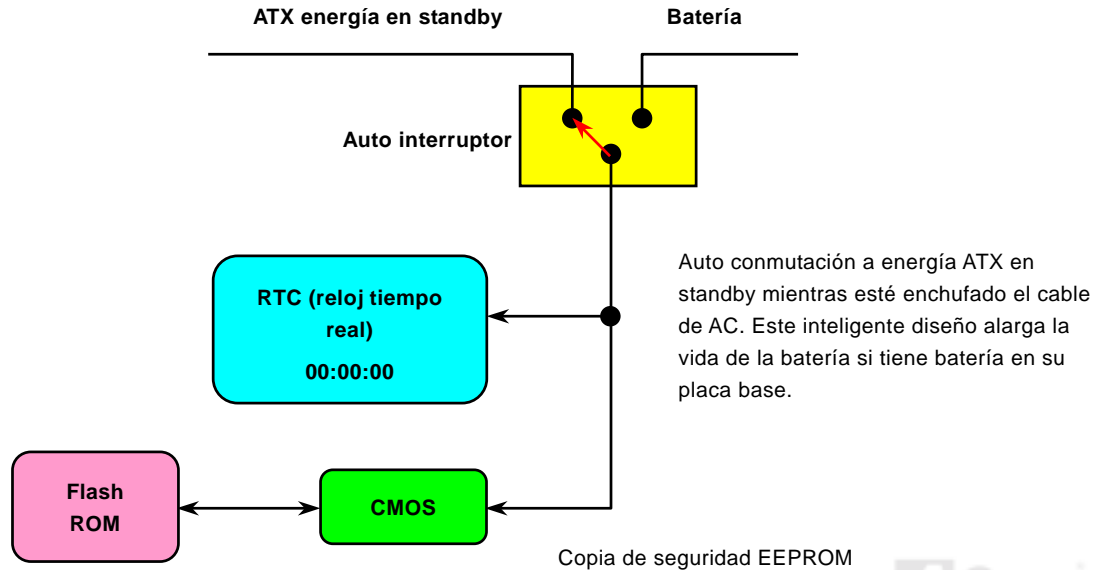 ATX energía en standby
Batería
Auto interruptor
RTC (reloj tiempo
real)
00:00:00
Auto conmutación a energía ATX en
standby mientras esté enchufado el cable
de AC. Este inteligente diseño alarga la
vida de la batería si tiene batería en su
placa base.
Flash
ROM
CMOS
Copia de seguridad EEPROM